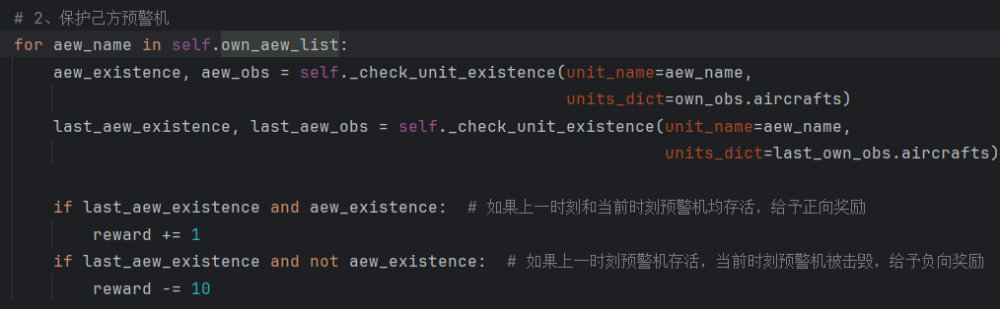 # 2、保护己方预警机
for aew_name in self.own_aew_list:
    aew_existence, aew_obs = self._check_unit_existence(unit_name=aew_name,
                                                        units_dict=own_obs.aircrafts)
    last_aew_existence, last_aew_obs = self._check_unit_existence(unit_name=aew_name,
                                                                  units_dict=last_own_obs.aircrafts)
    if last_aew_existence and aew_existence:  # 如果上一时刻和当前时刻预警机均存活，给予正向奖励
        reward += 1
    if last_aew_existence and not aew_existence:  # 如果上一时刻预警机存活，当前时刻预警机被击毁，给予负向奖励
        reward -= 10